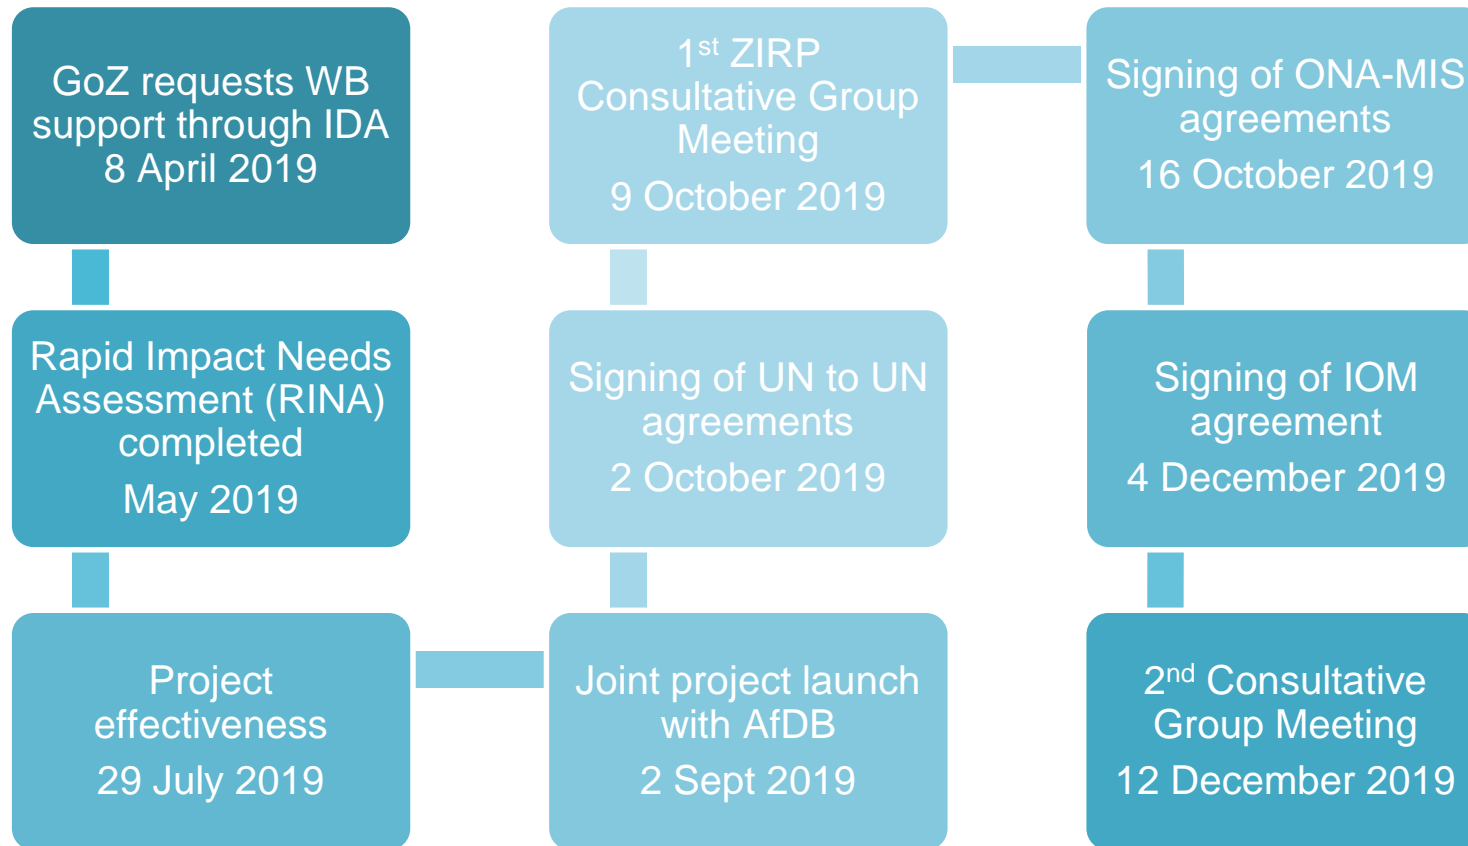 GoZ requests WB
support through IDA
8 April 2019
Rapid Impact Needs
Assessment (RINA)
completed
May 2019
Project
effectiveness
29 July 2019
Joint project launch
with AfDB
2 Sept 2019
Signing of UN to UN
agreements
2 October 2019
1st ZIRP
Consultative Group
Meeting
9 October 2019
Signing of ONA-MIS
agreements
16 October 2019
Signing of IOM
agreement
4 December 2019
2nd Consultative
Group Meeting
12 December 2019